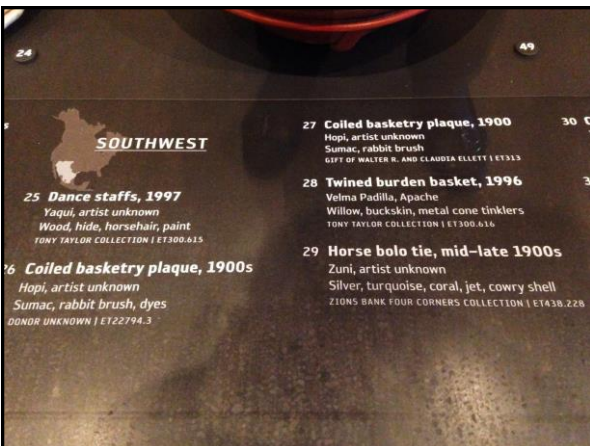 24
49
SOUTHWEST
25 Dance staffs, 1997
Yaqui, artist unknown
Wood, hide, horsehair, paint
TONY TAYLOR COLLECTION | ET300.615
26 Coiled basketry plaque, 1900s
Hopi, artist unknown
Sumac, rabbit brush, dyes
DONOR UNKNOWN | ET22794.3
27 Coiled basketry plaque, 1900
Hopi, artist unknown
Sumac, rabbit brush
GIFT OF WALTER R. AND CLAUDIA ELLETT | ET313
28 Twined burden basket, 1996
Velma Padilla, Apache
Willow, buckskin, metal cone tinklers
TONY TAYLOR COLLECTION | ET300.616
29 Horse bolo tie, mid-late 1900s
Zuni, artist unknown
Silver, turquoise, coral, jet, cowry shell
ZIONS BANK FOUR CORNERS COLLECTION | ET438.228
30